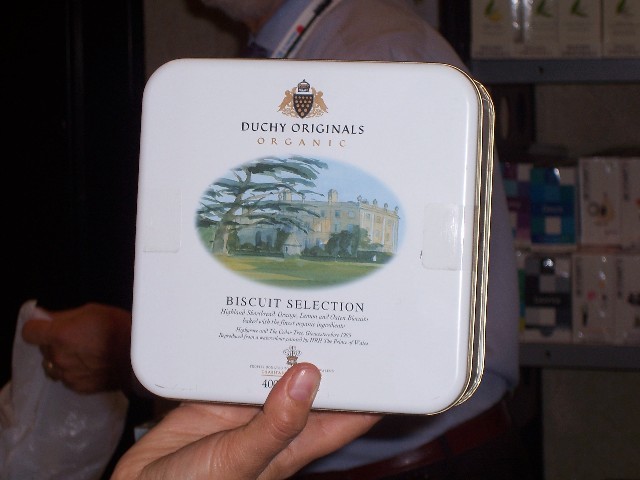 DUCHY ORIGINALS
ORGANIC
BISCUIT SELECTION
Highland Shortbread, Orange, Lemon and Oaten Biscuits
baked with the finest organic ingredients
Highgrove and The Cedar Tree, Gloucestershire
Reproduced from a watercolour painted by HRH The Prince of Wales